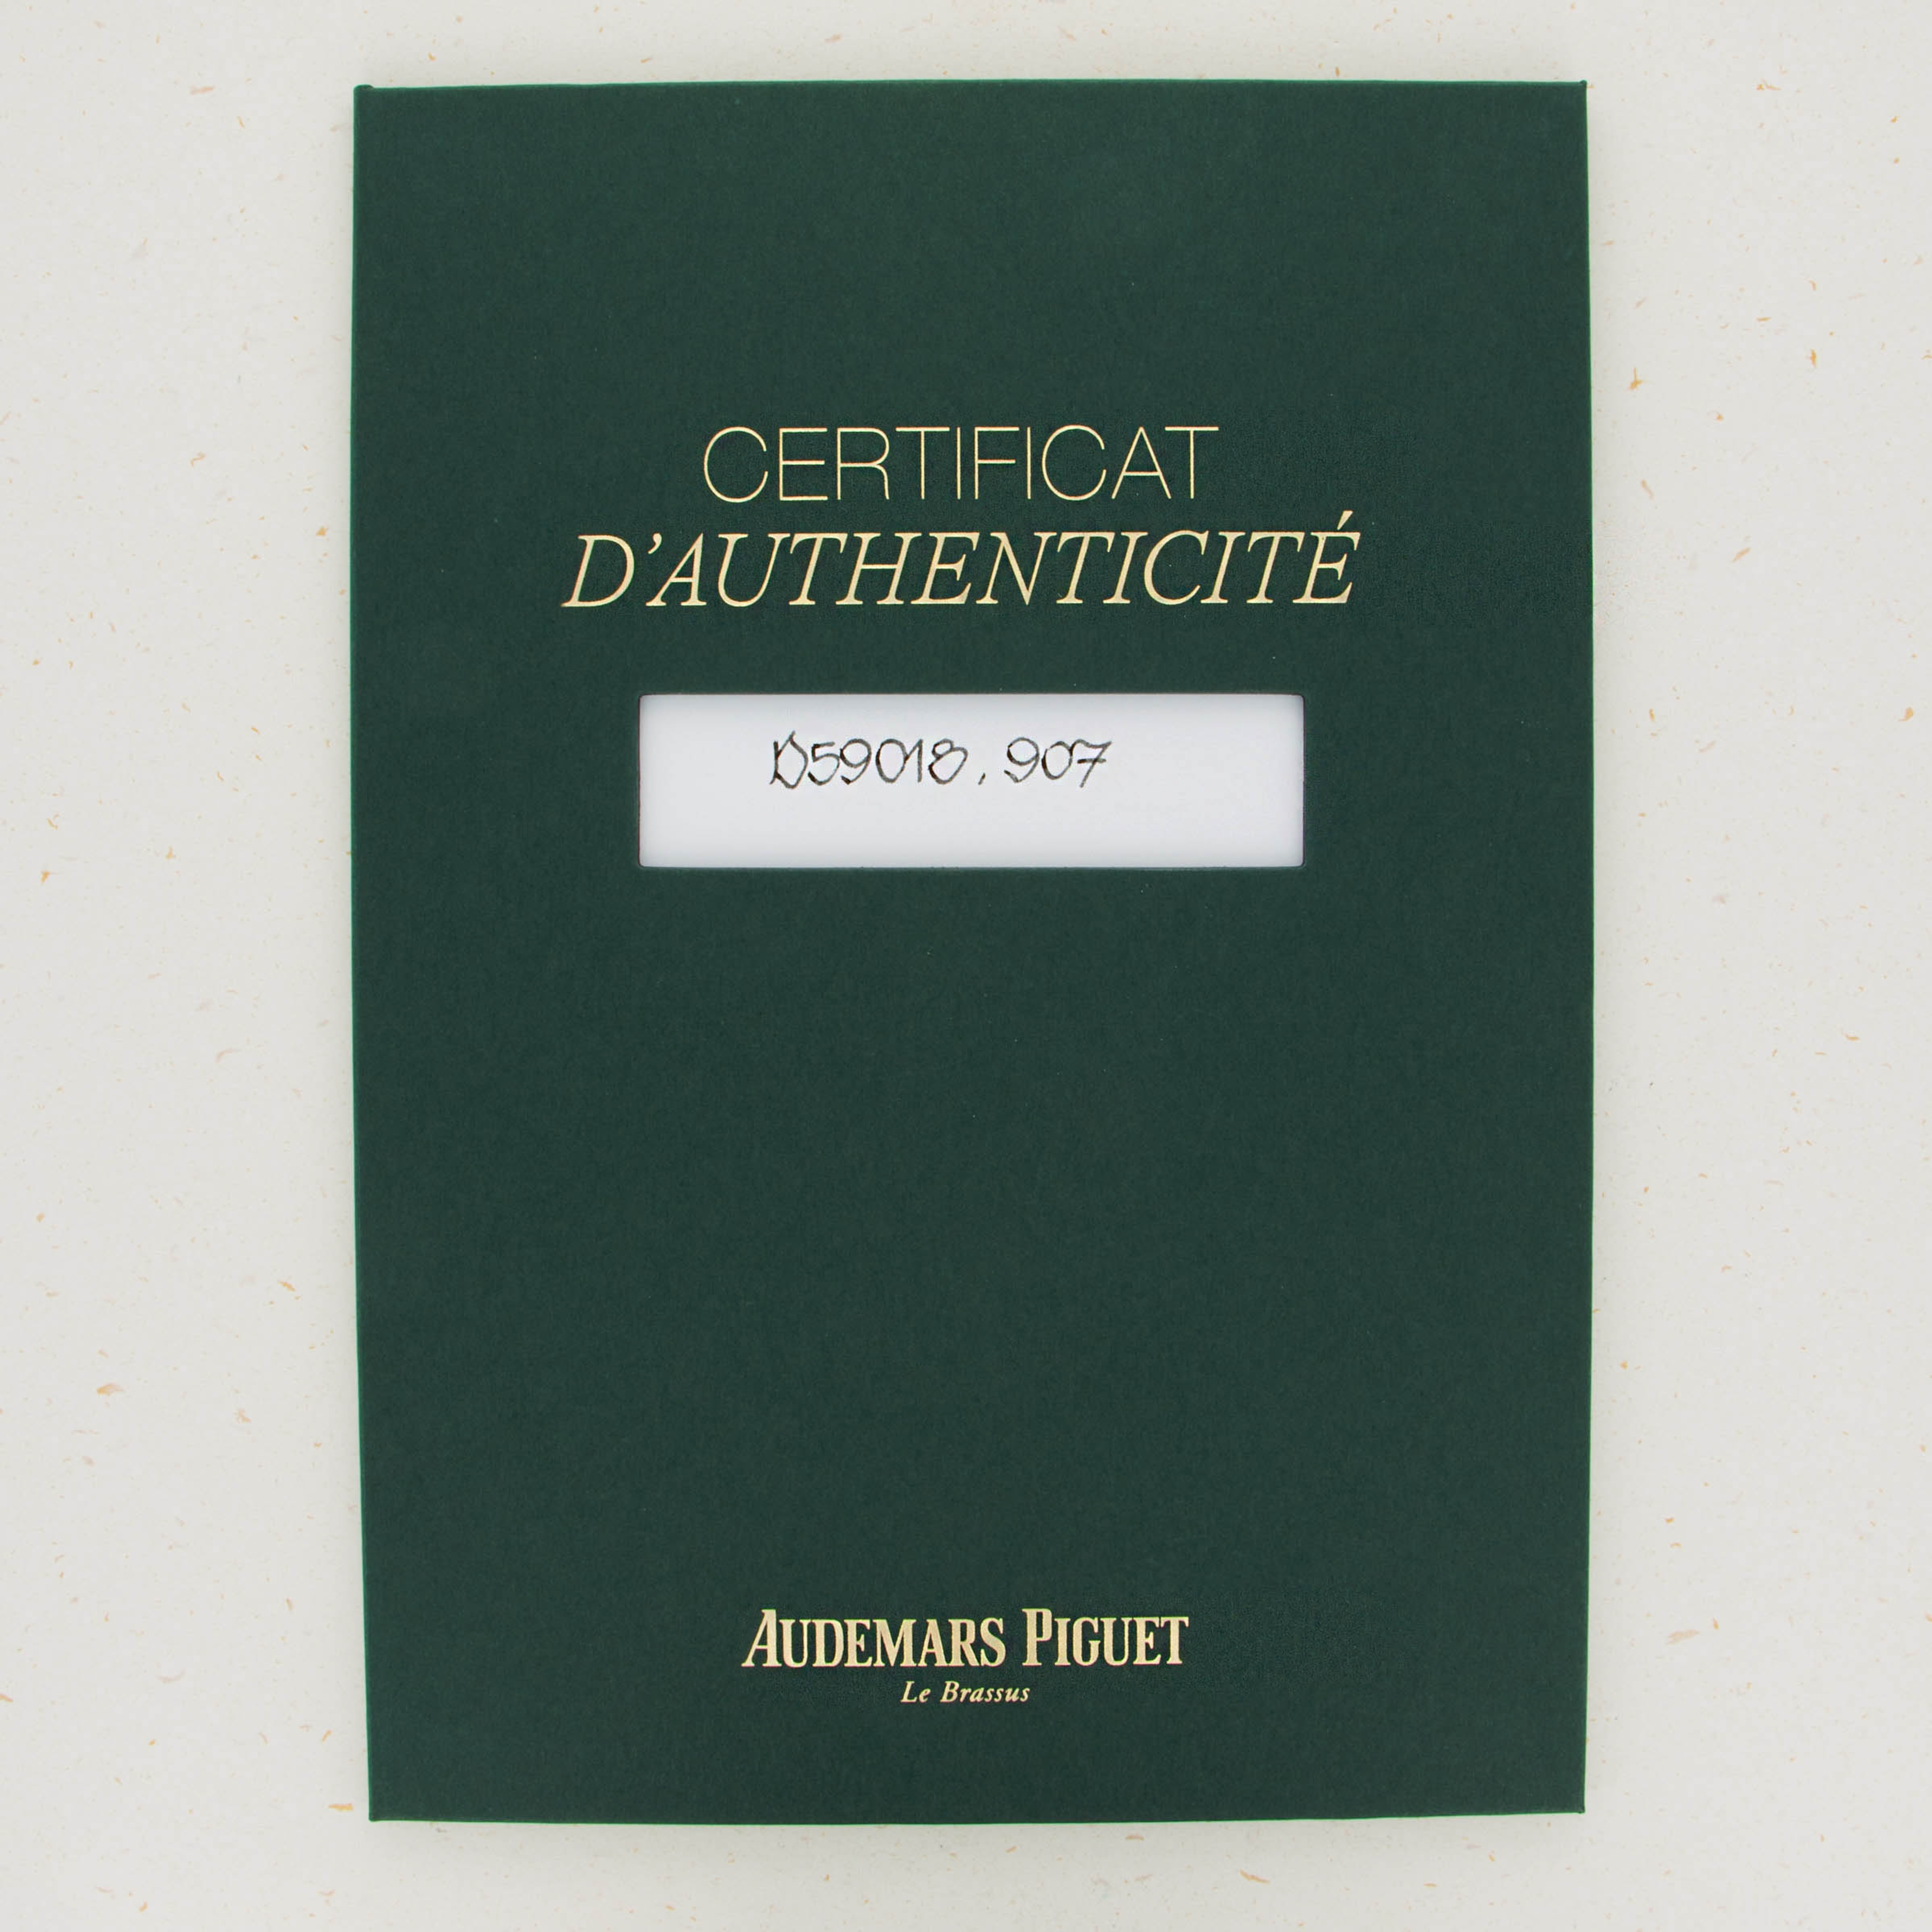 CERTIFICAT
D'AUTHENTICITÉ
D59018.907
AUDEMARS PIGUET
Le Brassus